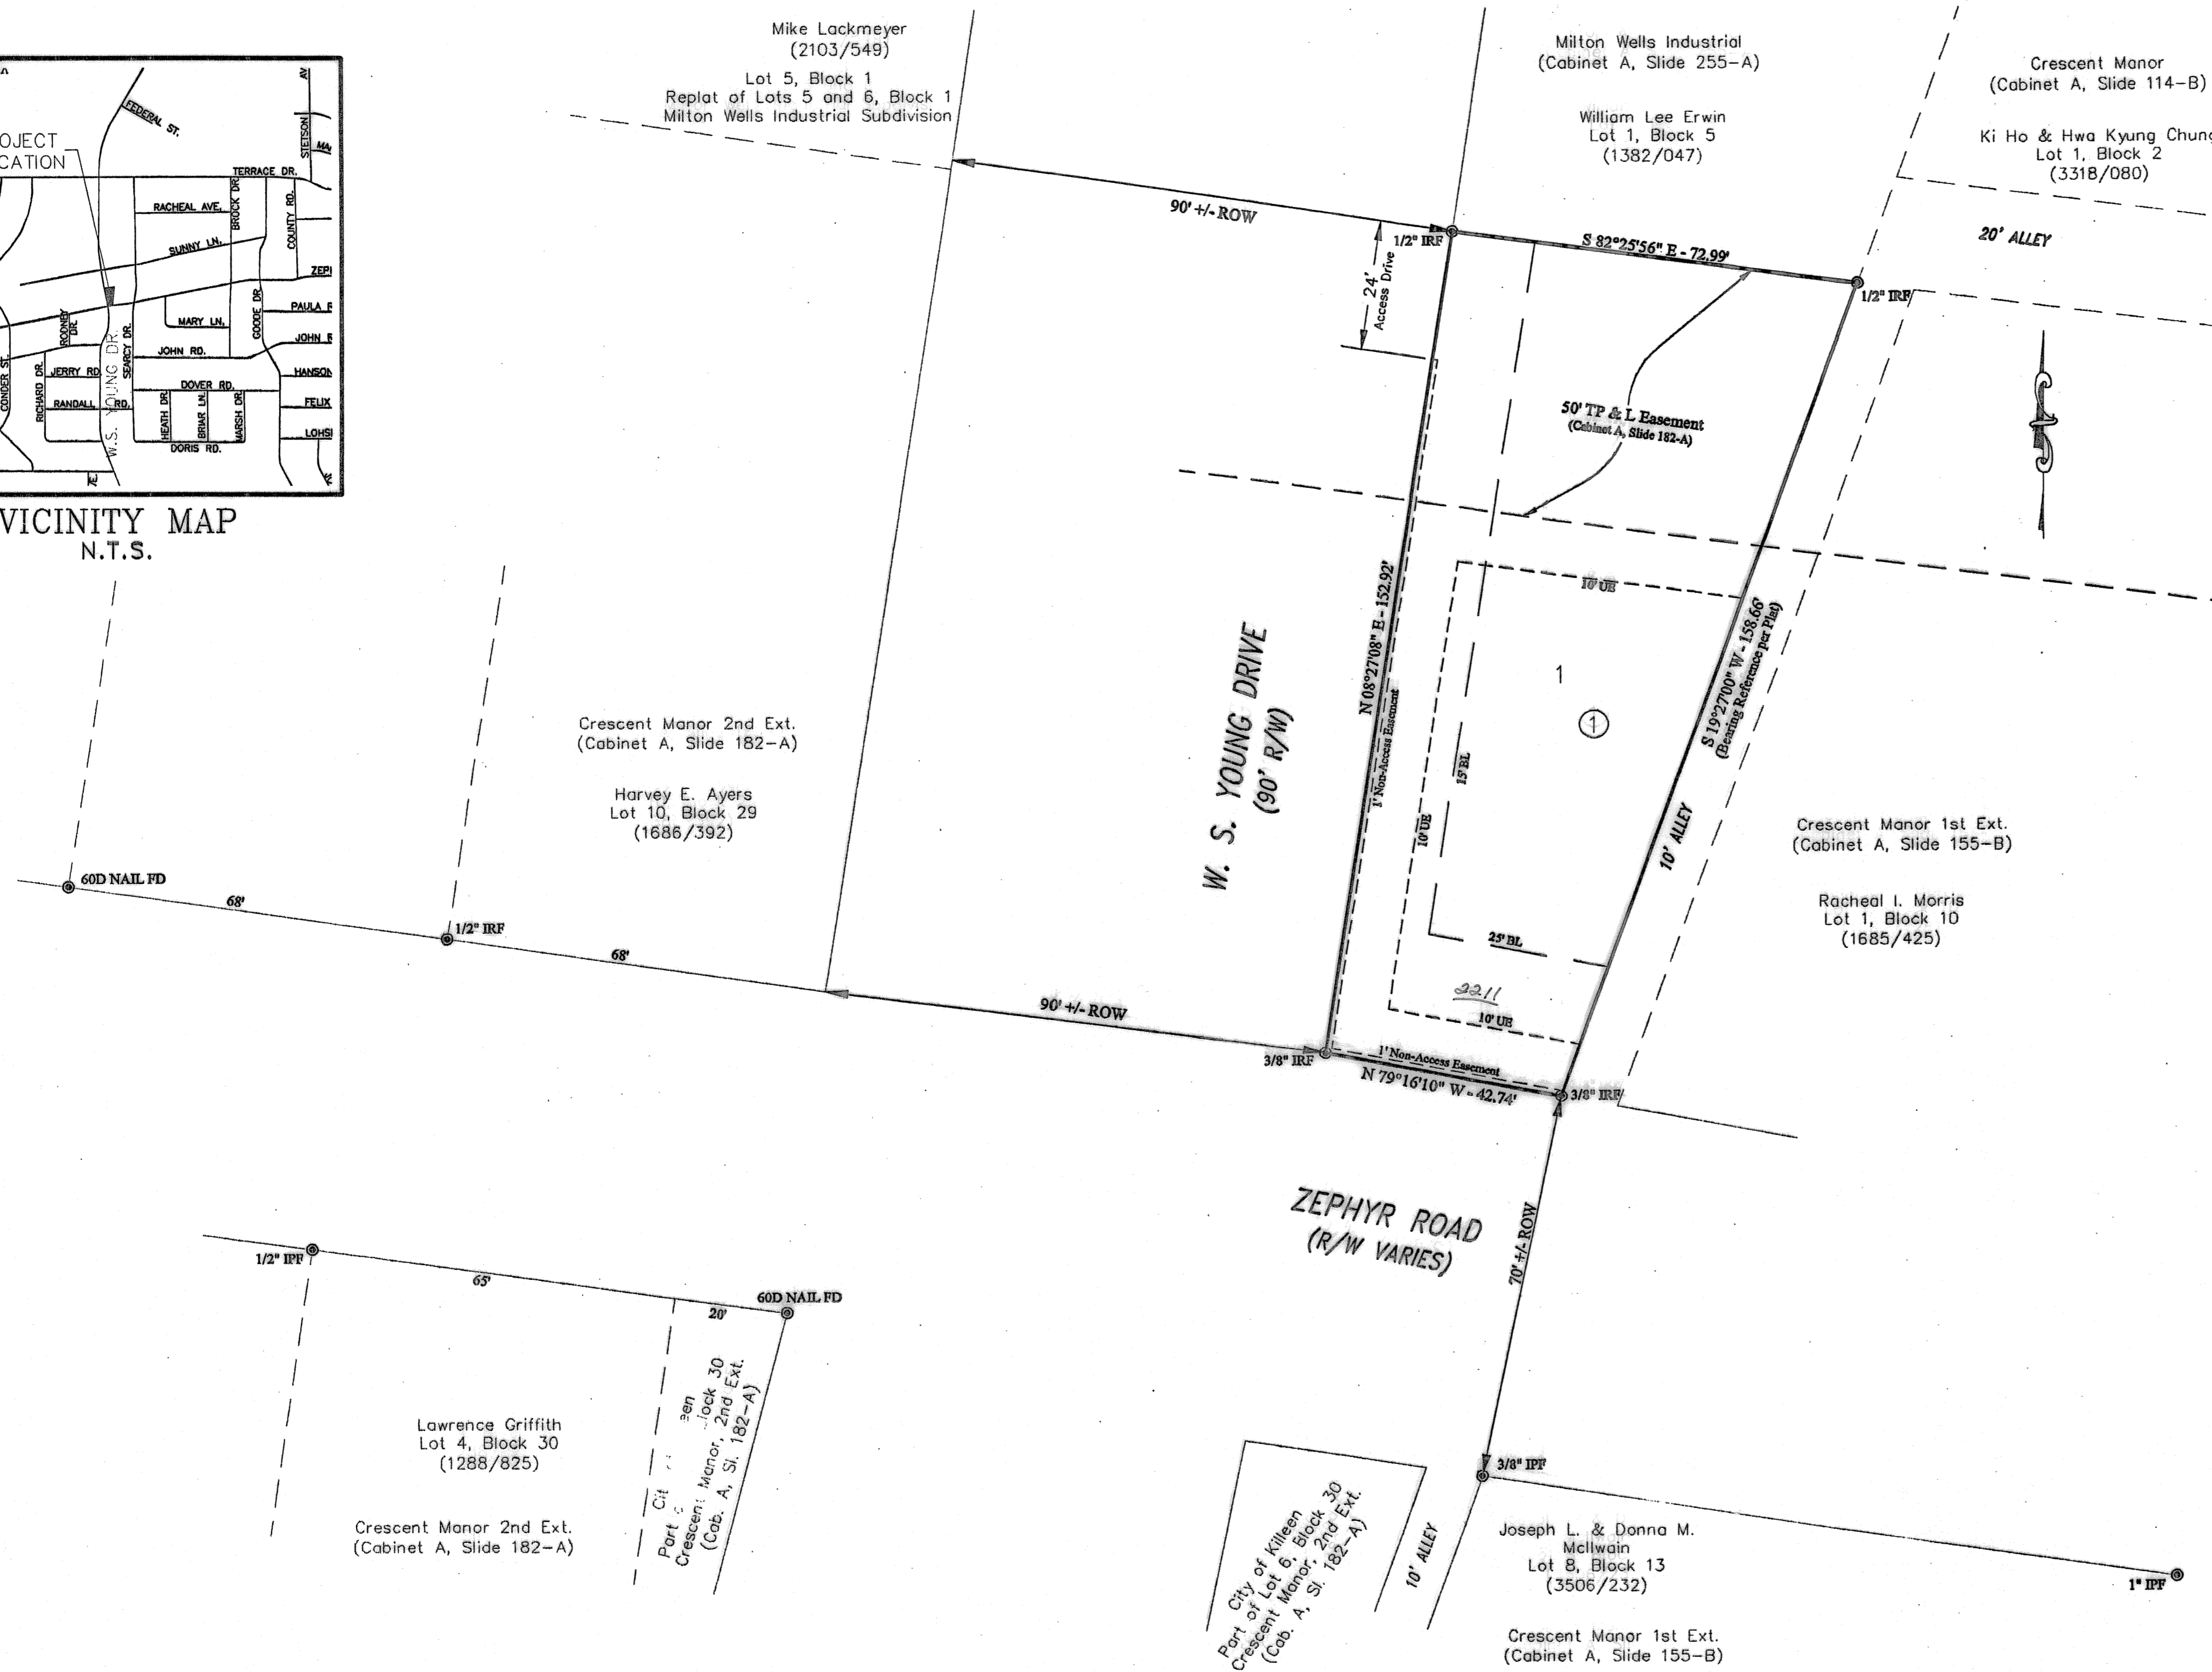 Mike Lackmeyer
(2103/549)
Lot 5, Block 1
Replat of Lots 5 and 6, Block 1
Milton Wells Industrial Subdivision
Milton Wells Industrial
(Cabinet A, Slide 255-A)
William Lee Erwin
Lot 1, Block 5
(1382/047)
Crescent Manor
(Cabinet A, Slide 114-B)
Ki Ho & Hwa Kyung Chung
Lot 1, Block 2
(3318/080)
20' ALLEY
FEDERAL ST.
STETSON
AV
OJECT
CATION
TERRACE DR.
RACHEAL AVE.
BROCK DR.
COUNTY RD.
SUNNY LN.
ZEPI
RODNEY
DR.
MARY LN.
GOODE DR.
PAULA
SEARCY DR.
JOHN RD.
JOHN
CONDER ST.
RICHARD DR.
JERRY RD.
W.S. YOUNG DR.
DOVER RD.
HANSON
RANDALL RD.
HEATH DR.
BRIAR LN.
MARSH DR.
FELIX
DORIS RD.
LOHSI
VICINITY MAP
N.T.S.
90' +/- ROW
1/2" IRF
S 82°25'56" E - 72.99'
1/2" IRF
24'
Access Drive
50' TP & L Easement
(Cabinet A, Slide 182-A)
10' UE
N 08°27'08" E - 152.92'
1' Non-Access Easement
1
1
15' BL
10' UE
S 19°27'00" W - 158.66'
(Bearing Reference per Plat)
10' ALLEY
W. S. YOUNG DRIVE
(90' R/W)
Crescent Manor 2nd Ext.
(Cabinet A, Slide 182-A)
Harvey E. Ayers
Lot 10, Block 29
(1686/392)
Crescent Manor 1st Ext.
(Cabinet A, Slide 155-B)
Racheal I. Morris
Lot 1, Block 10
(1685/425)
60D NAIL FD
68'
1/2" IRF
68'
25' BL
2211
10' UE
90' +/- ROW
3/8" IRF
1' Non-Access Easement
N 79°16'10" W - 42.74'
3/8" IRF
ZEPHYR ROAD
(R/W VARIES)
70' +/- ROW
1/2" IPF
65'
20'
60D NAIL FD
Lawrence Griffith
Lot 4, Block 30
(1288/825)
Crescent Manor 2nd Ext.
(Cabinet A, Slide 182-A)
Part
30
Crescent Manor, 2nd Ext.
(Cab. A, Sl. 182-A)
City of Killeen
Part of Lot 6, Block 30
Crescent Manor, 2nd Ext.
(Cab. A, Sl. 182-A)
10' ALLEY
3/8" IPF
Joseph L. & Donna M.
McIlwain
Lot 8, Block 13
(3506/232)
1" IPF
Crescent Manor 1st Ext.
(Cabinet A, Slide 155-B)